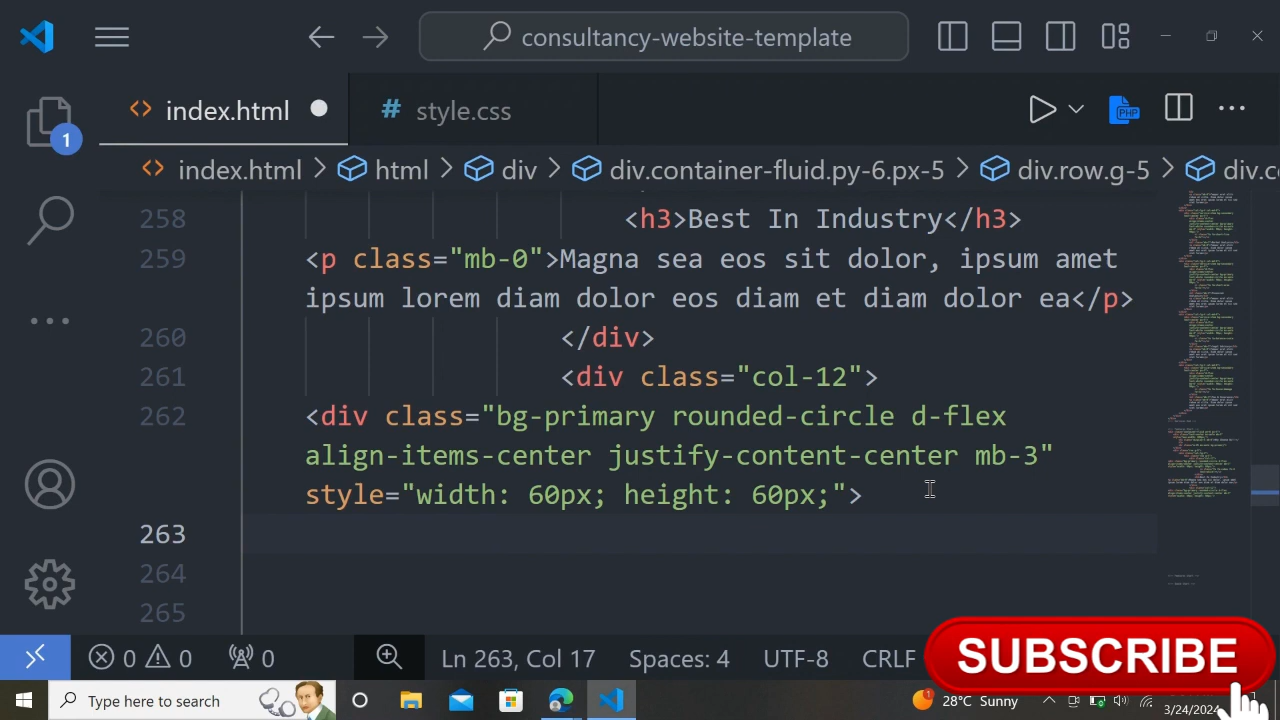 consultancy-website-template
index.html
# style.css
PHP
1
index.html > html > div > div.container-fluid.py-6.px-5 > div.row.g-5 >
258 <h3>Best In Industry</h3>
259 <p class="mb-0">Magna sea eos sit dolor, ipsum amet
ipsum lorem diam dolor eos diam et diam dolor ea</p>
260 </div>
261 <div class="col-12">
262 <div class="bg-primary rounded-circle d-flex
align-items-center justify-content-center mb-3"
style="width: 60px; height: 60px;">
263
264
265
0 0 0 Ln 263, Col 17 Spaces: 4 UTF-8 CRLF
SUBSCRIBE
Type here to search
28°C Sunny
3/24/2024